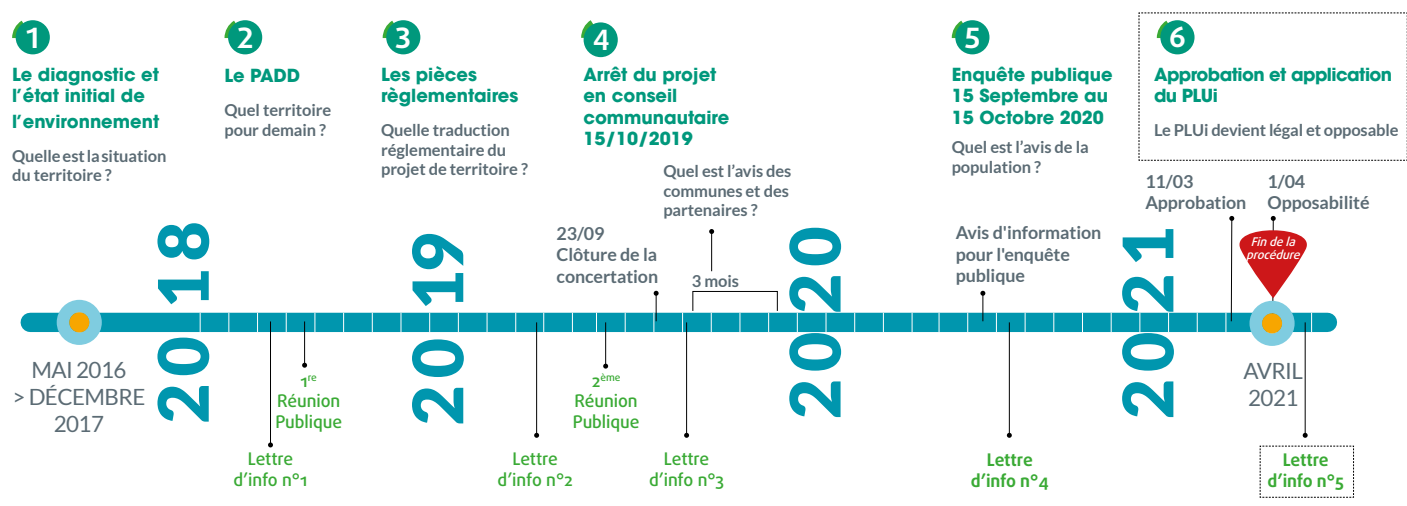 1
Le diagnostic et
l'état initial de
l'environnement
Quelle est la situation
du territoire ?
2
Le PADD
Quel territoire
pour demain ?
3
Les pièces
règlementaires
Quelle traduction
réglementaire du
projet de territoire ?
4
Arrêt du projet
en conseil
communautaire
15/10/2019
Quel est l'avis des
communes et des
partenaires ?
5
Enquête publique
15 Septembre au
15 Octobre 2020
Quel est l'avis de la
population ?
6
Approbation et application
du PLUi
Le PLUi devient légal et opposable
23/09
Clôture de la
concertation
3 mois
Avis d'information
pour l'enquête
publique
11/03
Approbation
1/04
Opposabilité
Fin de la
procédure
2018
2019
2020
2021
MAI 2016
> DÉCEMBRE
2017
1re
Réunion
Publique
2ème
Réunion
Publique
AVRIL
2021
Lettre
d'info n°1
Lettre
d'info n°2
Lettre
d'info n°3
Lettre
d'info n°4
Lettre
d'info n°5